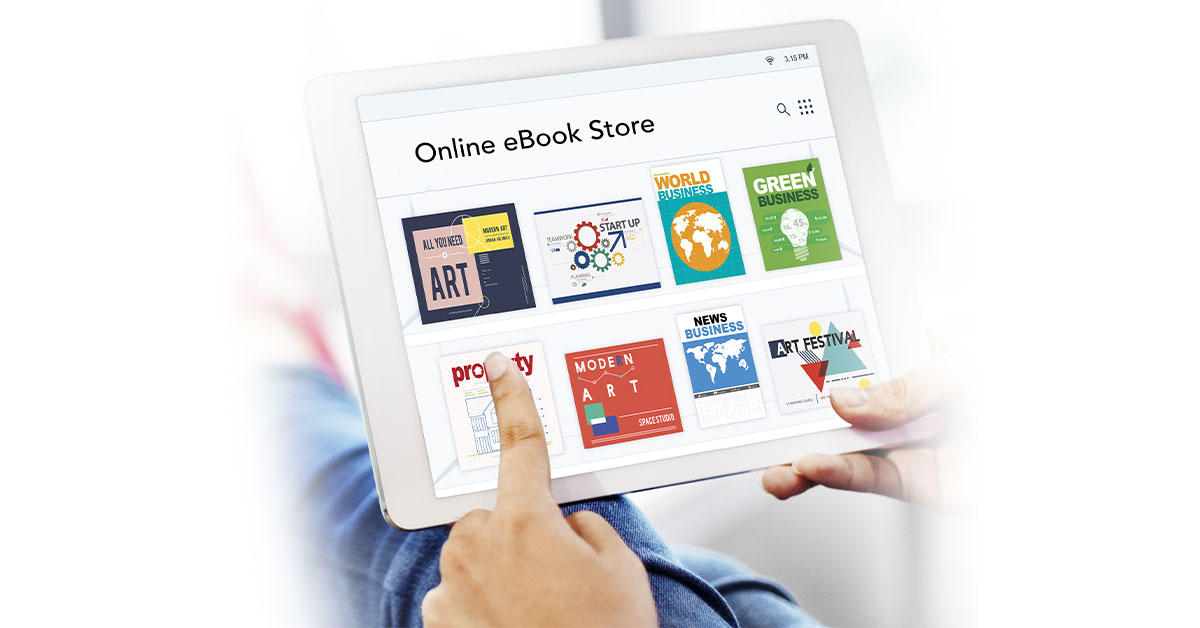 3.15 PM
Online eBook Store
ALL YOU NEED
ART
MODERN ART
TEAMWORK
START UP
PLANNING
WORLD
BUSINESS
GREEN
BUSINESS
45%
property
MODERN
ART
SPACE STUDIO
NEWS
BUSINESS
ART FESTIVAL